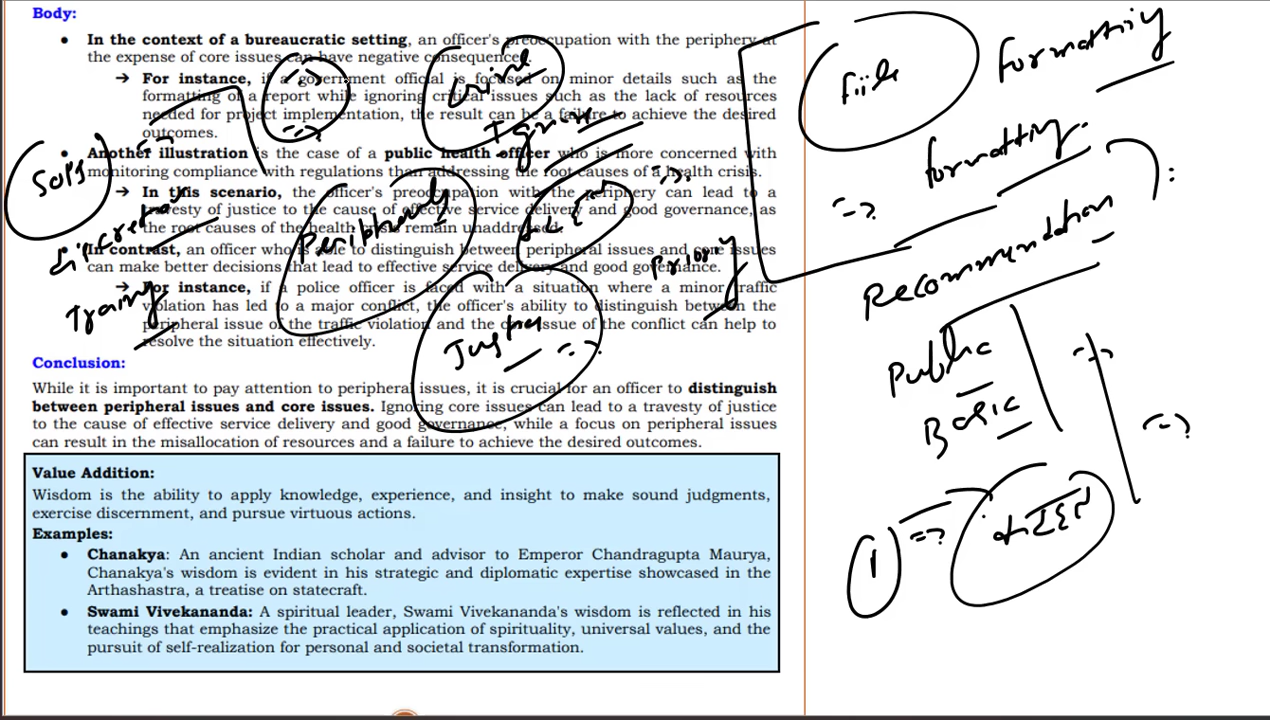 Body:
• In the context of a bureaucratic setting, an officer's preoccupation with the periphery at
the expense of core issues can have negative consequences.
→ For instance, if a government official is focused on minor details such as the
formatting of a report while ignoring critical issues such as the lack of resources
needed for project implementation, the result can be a failure to achieve the desired
outcomes.
• Another illustration is the case of a public health officer who is more concerned with
monitoring compliance with regulations than addressing the root causes of a health crisis.
→ In this scenario, the officer's preoccupation with the periphery can lead to a
travesty of justice to the cause of effective service delivery and good governance, as
the root causes of the health crisis remain unaddressed.
• In contrast, an officer who is able to distinguish between peripheral issues and core issues
can make better decisions that lead to effective service delivery and good governance.
→ For instance, if a police officer is faced with a situation where a minor traffic
violation has led to a major conflict, the officer's ability to distinguish between the
peripheral issue of the traffic violation and the core issue of the conflict can help to
resolve the situation effectively.
Conclusion:
While it is important to pay attention to peripheral issues, it is crucial for an officer to distinguish
between peripheral issues and core issues. Ignoring core issues can lead to a travesty of justice
to the cause of effective service delivery and good governance, while a focus on peripheral issues
can result in the misallocation of resources and a failure to achieve the desired outcomes.
Value Addition:
Wisdom is the ability to apply knowledge, experience, and insight to make sound judgments,
exercise discernment, and pursue virtuous actions.
Examples:
• Chanakya: An ancient Indian scholar and advisor to Emperor Chandragupta Maurya,
Chanakya's wisdom is evident in his strategic and diplomatic expertise showcased in the
Arthashastra, a treatise on statecraft.
• Swami Vivekananda: A spiritual leader, Swami Vivekananda's wisdom is reflected in his
teachings that emphasize the practical application of spirituality, universal values, and the
pursuit of self-realization for personal and societal transformation.
Crime
Ignore
SOPs
Training
Justice
formatting
formatting
Recommendation
Public
Basic
1